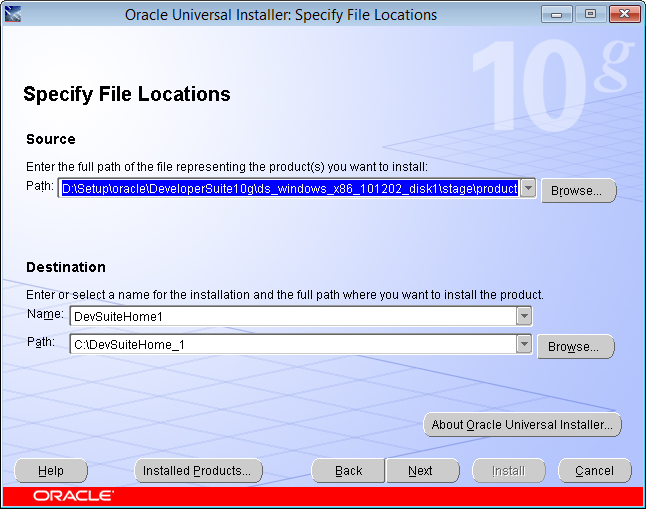 Oracle Universal Installer: Specify File Locations
10g
Specify File Locations
Source
Enter the full path of the file representing the product(s) you want to install:
Path: D:\Setup\oracle\DeveloperSuite10g\ds_windows_x86_101202_disk1\stage\product Browse...
Destination
Enter or select a name for the installation and the full path where you want to install the product.
Name: DevSuiteHome1
Path: C:\DevSuiteHome_1 Browse...
About Oracle Universal Installer...
Help Installed Products... Back Next Install Cancel
ORACLE